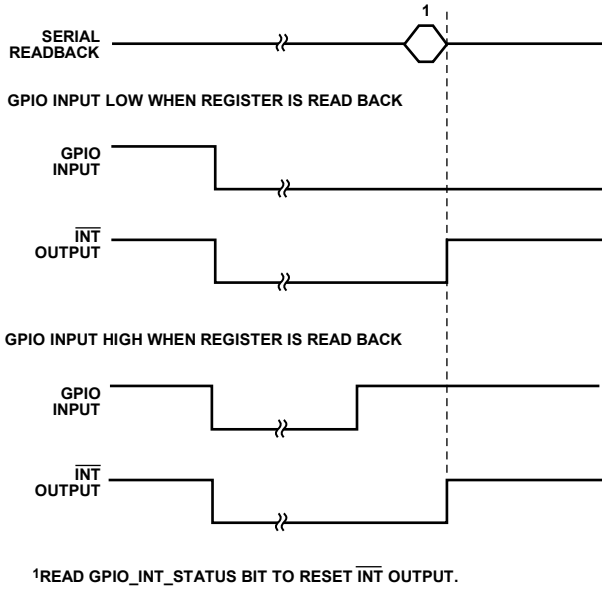 1
SERIAL
READBACK
GPIO INPUT LOW WHEN REGISTER IS READ BACK
GPIO
INPUT
INT
OUTPUT
GPIO INPUT HIGH WHEN REGISTER IS READ BACK
GPIO
INPUT
INT
OUTPUT
1READ GPIO_INT_STATUS BIT TO RESET INT OUTPUT.